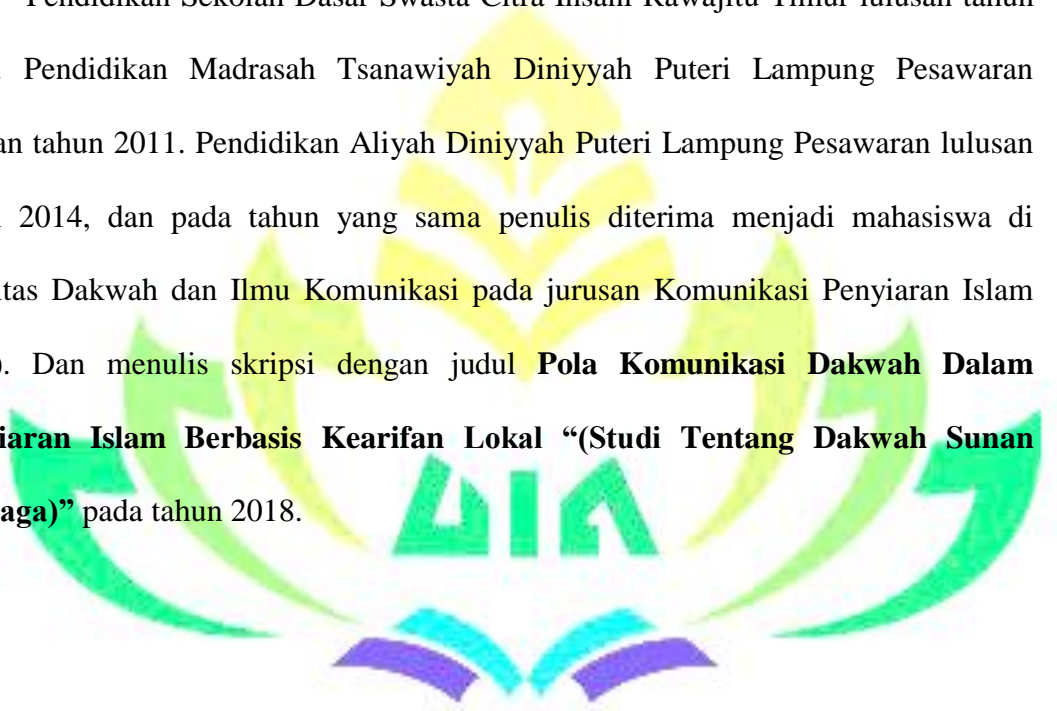 Pendidikan Sekolah Dasar Swasta Citra Insani Rawajitu Timur lulusan tahun
Pendidikan Madrasah Tsanawiyah Diniyyah Puteri Lampung Pesawaran
an tahun 2011. Pendidikan Aliyah Diniyyah Puteri Lampung Pesawaran lulusan
2014, dan pada tahun yang sama penulis diterima menjadi mahasiswa di
ltas Dakwah dan Ilmu Komunikasi pada jurusan Komunikasi Penyiaran Islam
). Dan menulis skripsi dengan judul Pola Komunikasi Dakwah Dalam
iaran Islam Berbasis Kearifan Lokal “(Studi Tentang Dakwah Sunan
aga)” pada tahun 2018.
UIN